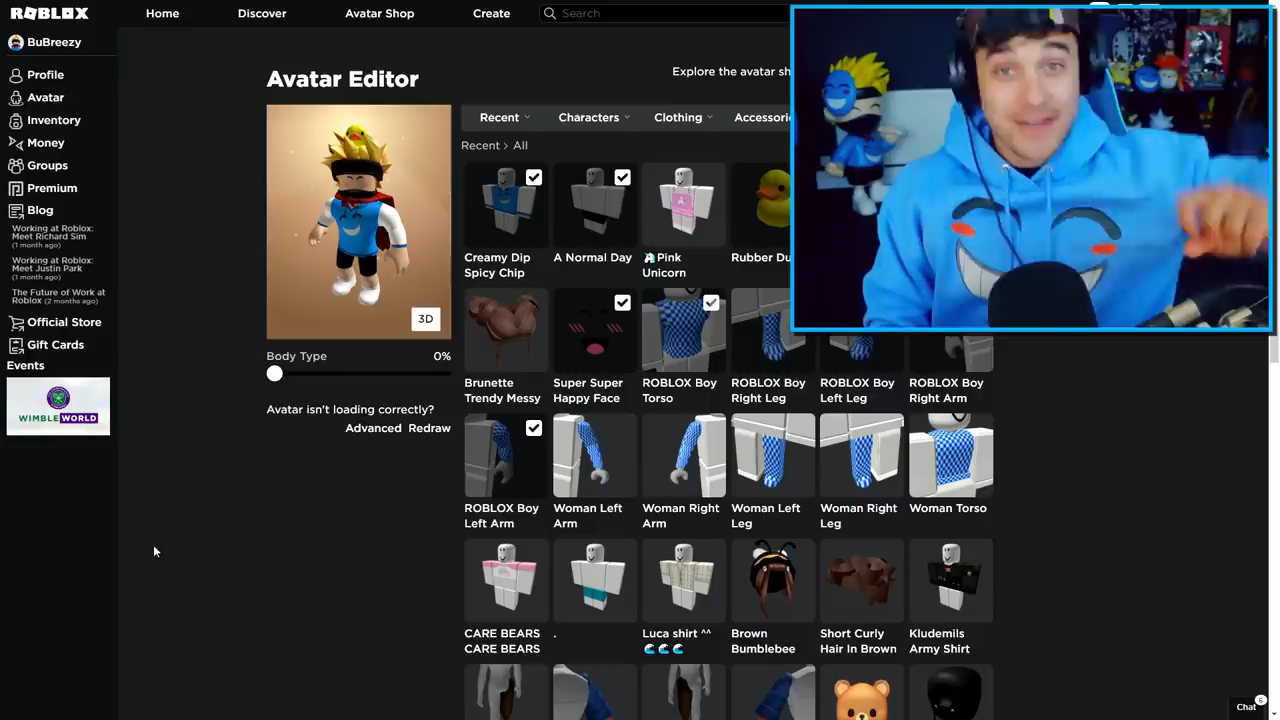 ROBLOX
Home
Discover
Avatar Shop
Create
Search
BuBreezy
Profile
Avatar
Inventory
Money
Groups
Premium
Blog
Working at Roblox:
Meet Richard Sim
(1 month ago)
Working at Roblox:
Meet Justin Park
(1 month ago)
The Future of Work at
Roblox (2 months ago)
Official Store
Gift Cards
Events
WIMBLEWORLD
Avatar Editor
Explore the avatar sh
3D
Body Type 0%
Avatar isn't loading correctly?
Advanced Redraw
Recent
Characters
Clothing
Accessorie
Recent > All
Creamy Dip
Spicy Chip
A Normal Day
🦄Pink
Unicorn
Rubber Du
Brunette
Trendy Messy
Super Super
Happy Face
ROBLOX Boy
Torso
ROBLOX Boy
Right Leg
ROBLOX Boy
Left Leg
ROBLOX Boy
Right Arm
ROBLOX Boy
Left Arm
Woman Left
Arm
Woman Right
Arm
Woman Left
Leg
Woman Right
Leg
Woman Torso
CARE BEARS
CARE BEARS
.
Luca shirt ^^
🌊🌊🌊
Brown
Bumblebee
Short Curly
Hair In Brown
Kludemils
Army Shirt
Chat 6